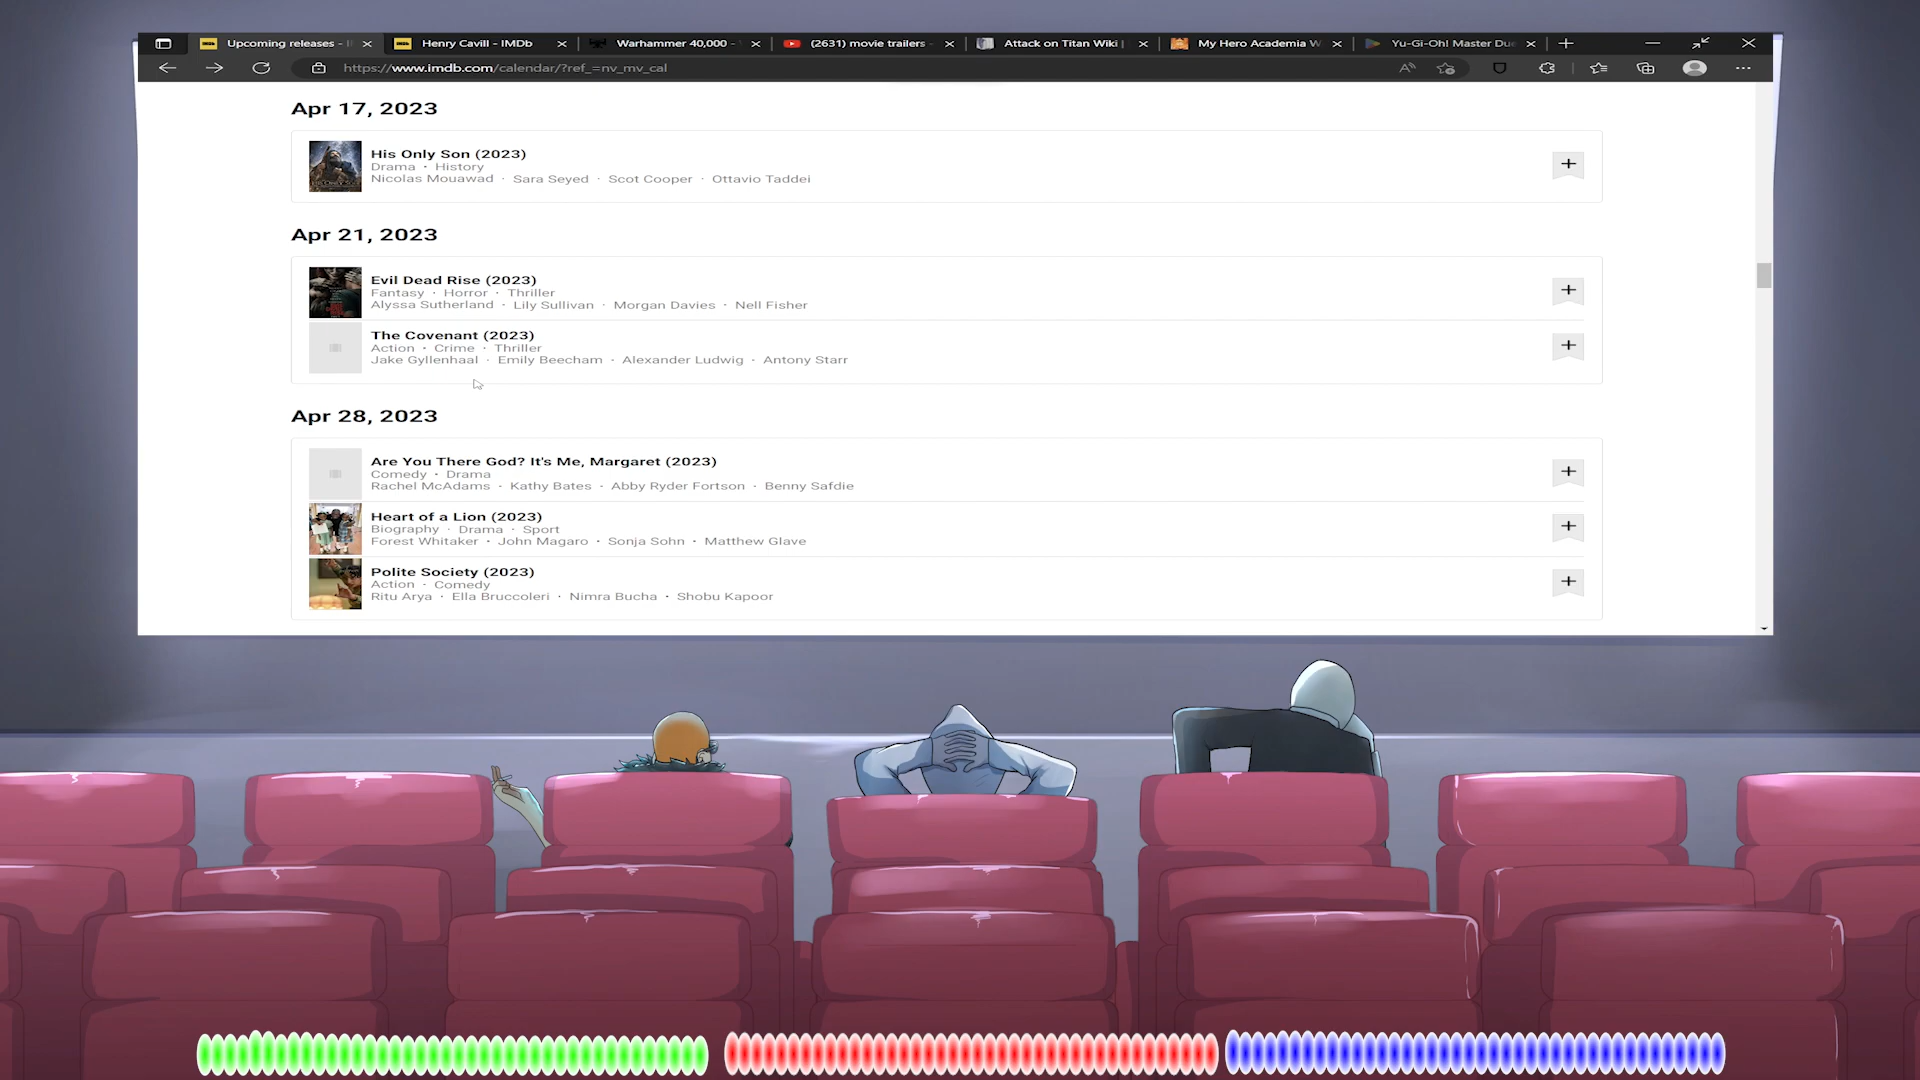 Upcoming releases - I
Henry Cavill - IMDb
Warhammer 40,000 -
(2631) movie trailers -
Attack on Titan Wiki |
My Hero Academia W
Yu-Gi-Oh! Master Due
https://www.imdb.com/calendar/?ref_=nv_mv_cal
Apr 17, 2023
His Only Son (2023)
Drama · History
Nicolas Mouawad · Sara Seyed · Scot Cooper · Ottavio Taddei
Apr 21, 2023
Evil Dead Rise (2023)
Fantasy · Horror · Thriller
Alyssa Sutherland · Lily Sullivan · Morgan Davies · Nell Fisher
The Covenant (2023)
Action · Crime · Thriller
Jake Gyllenhaal · Emily Beecham · Alexander Ludwig · Antony Starr
Apr 28, 2023
Are You There God? It's Me, Margaret (2023)
Comedy · Drama
Rachel McAdams · Kathy Bates · Abby Ryder Fortson · Benny Safdie
Heart of a Lion (2023)
Biography · Drama · Sport
Forest Whitaker · John Magaro · Sonja Sohn · Matthew Glave
Polite Society (2023)
Action · Comedy
Ritu Arya · Ella Bruccoleri · Nimra Bucha · Shobu Kapoor